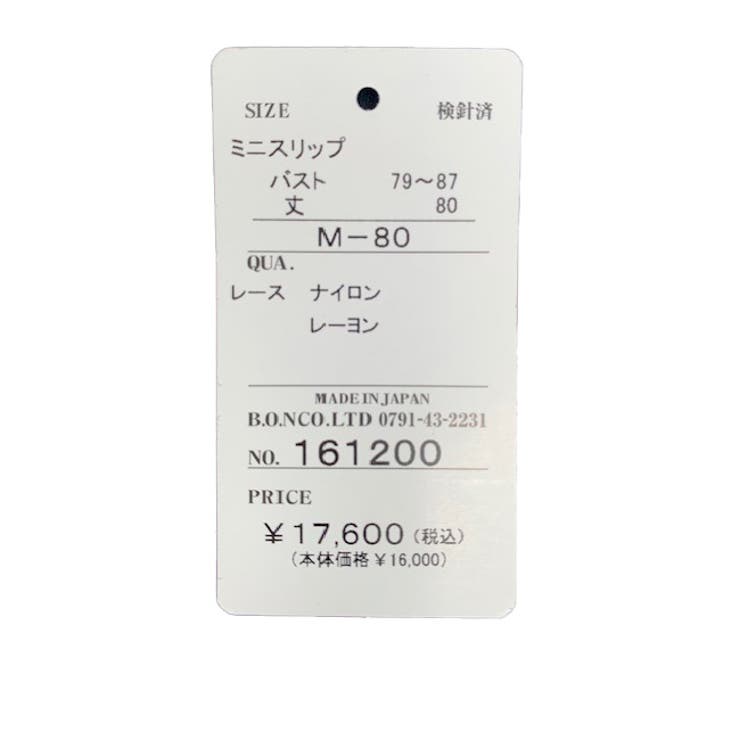 SIZE 検針済
ミニスリップ
バスト 79〜87
丈 80
M−80
QUA.
レース ナイロン
レーヨン
MADE IN JAPAN
B.O.NCO.LTD 0791-43-2231
NO. 161200
PRICE
¥17,600(税込)
(本体価格¥16,000)